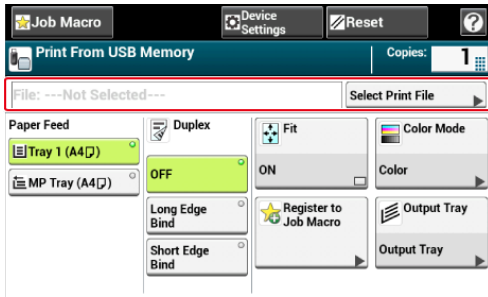 Job Macro
Device Settings
Reset
?
Print From USB Memory
Copies:
1
File: ---Not Selected---
Select Print File
Paper Feed
Tray 1 (A4)
MP Tray (A4)
Duplex
OFF
Long Edge
Bind
Short Edge
Bind
Fit
ON
Register to
Job Macro
Color Mode
Color
Output Tray
Output Tray